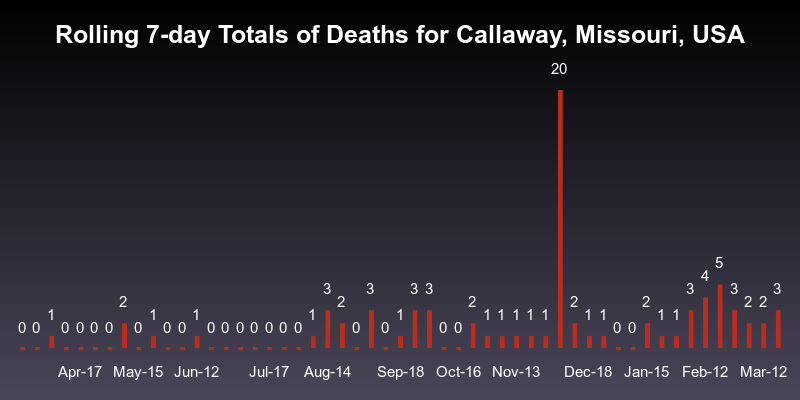 Rolling 7-day Totals of Deaths for Callaway, Missouri, USA
0 0 1 0 0 0 0 2 0 1 0 0 1 0 0 0 0 0 0 0 1 3 2 0 3 0 1 3 3 0 0 2 1 1 1 1 1 20 2 1 1 0 0 2 1 1 3 4 5 3 2 2 3
Apr-17 May-15 Jun-12 Jul-17 Aug-14 Sep-18 Oct-16 Nov-13 Dec-18 Jan-15 Feb-12 Mar-12